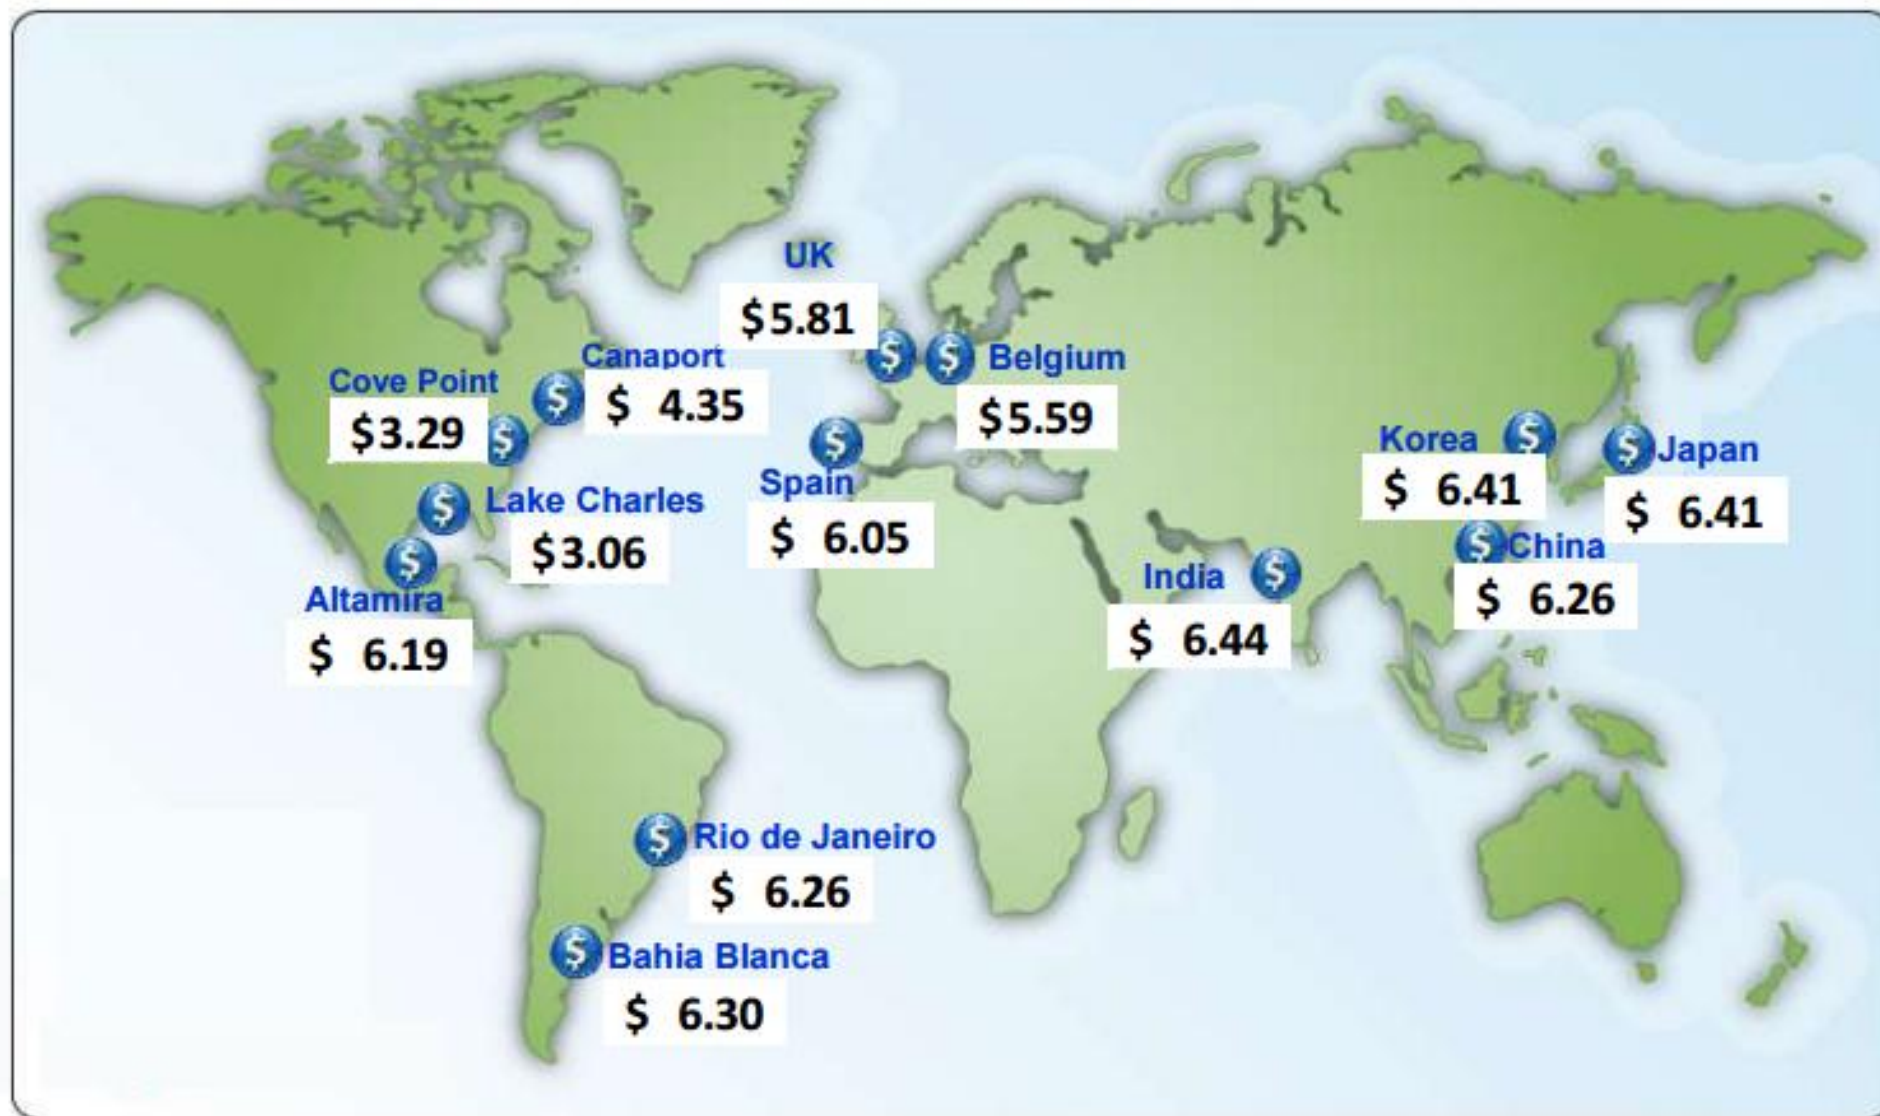 UK
$5.81
Canaport
$ 4.35
Cove Point
$3.29
Belgium
$5.59
Korea
$ 6.41
Japan
$ 6.41
Spain
$ 6.05
Lake Charles
$3.06
China
$ 6.26
India
$ 6.44
Altamira
$ 6.19
Rio de Janeiro
$ 6.26
Bahia Blanca
$ 6.30